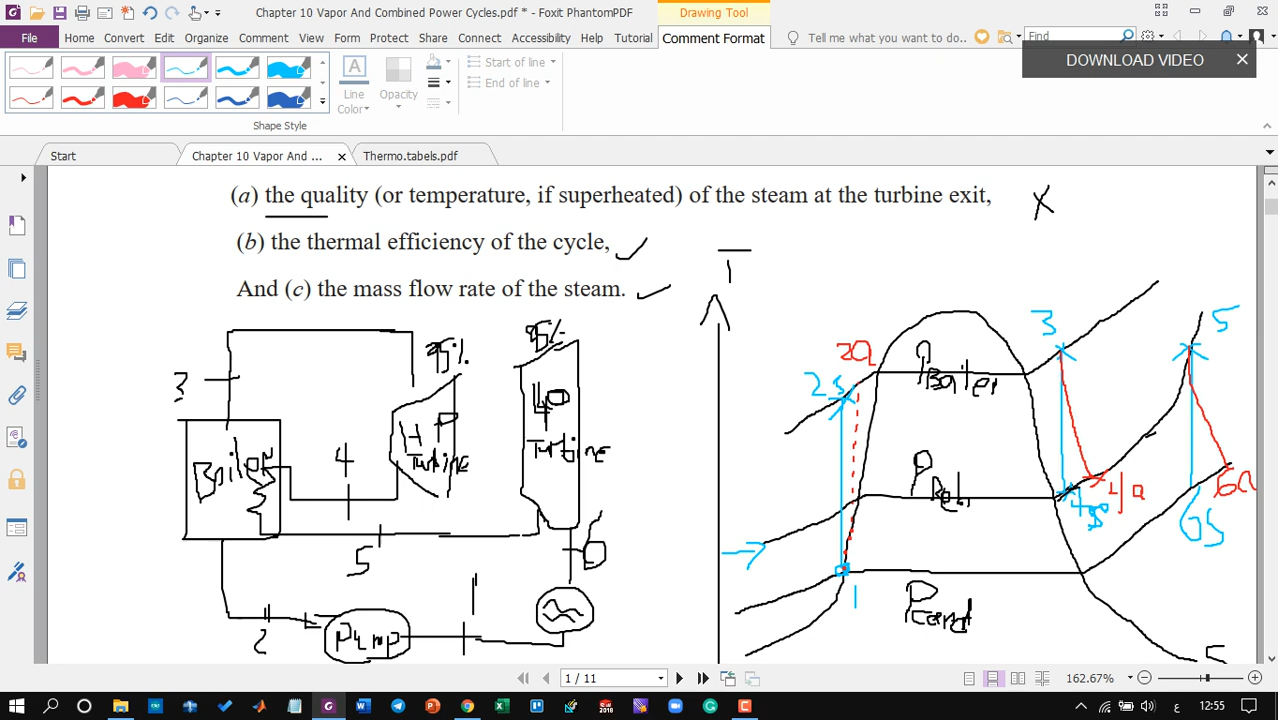 Chapter 10 Vapor And Combined Power Cycles.pdf * - Foxit PhantomPDF
Drawing Tool
File Home Convert Edit Organize Comment View Form Protect Share Connect Accessibility Help Tutorial Comment Format
Tell me what you want to do..
Find
DOWNLOAD VIDEO
Line Color
Opacity
Start of line
End of line
Shape Style
Start
Chapter 10 Vapor And ...
Thermo.tabels.pdf
(a) the quality (or temperature, if superheated) of the steam at the turbine exit,
(b) the thermal efficiency of the cycle,
And (c) the mass flow rate of the steam.
T
3
Boiler
4
5
2
Pump
1
6
Turbine
Turbine
2a
2s
1
3
4s
4a
5
6s
6a
P Boiler
P Cond
S
1 / 11
162.67%
12:55